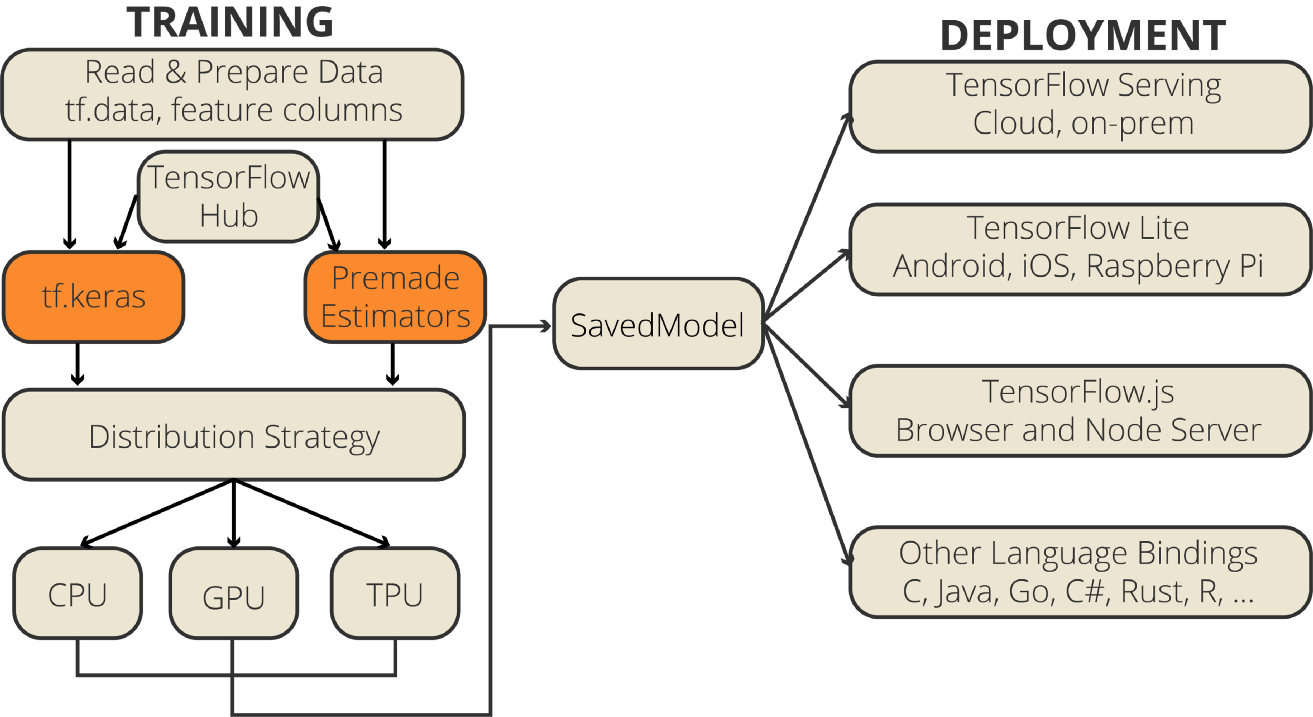 TRAINING
Read & Prepare Data
tf.data, feature columns
TensorFlow
Hub
tf.keras
Premade
Estimators
Distribution Strategy
CPU
GPU
TPU
SavedModel
DEPLOYMENT
TensorFlow Serving
Cloud, on-prem
TensorFlow Lite
Android, iOS, Raspberry Pi
TensorFlow.js
Browser and Node Server
Other Language Bindings
C, Java, Go, C#, Rust, R, ...